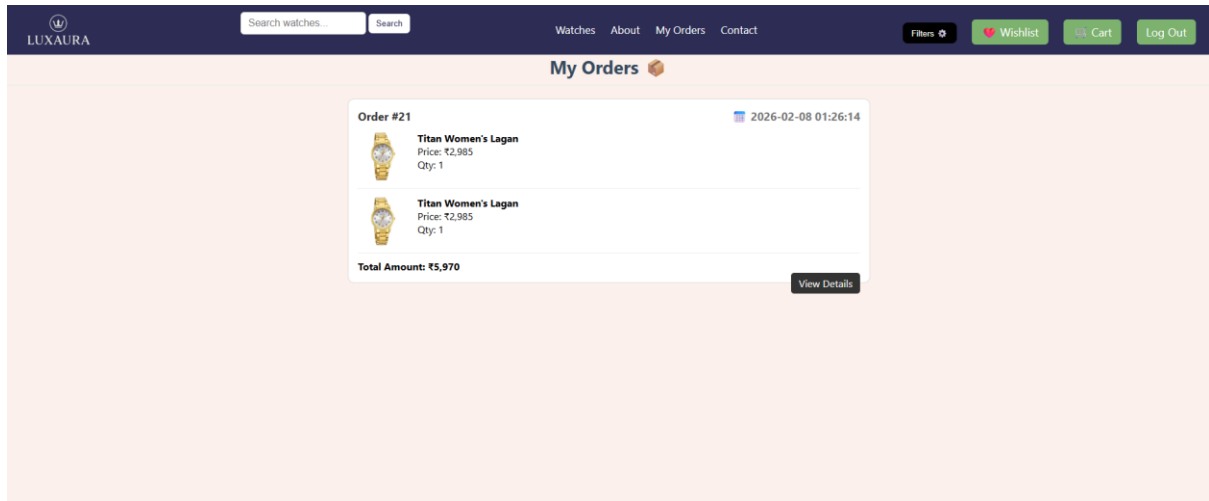 LUXAURA
Search watches...
Search
Watches About My Orders Contact
Filters
Wishlist
Cart
Log Out
My Orders
Order #21
2026-02-08 01:26:14
Titan Women's Lagan
Price: ₹2,985
Qty: 1
Titan Women's Lagan
Price: ₹2,985
Qty: 1
Total Amount: ₹5,970
View Details